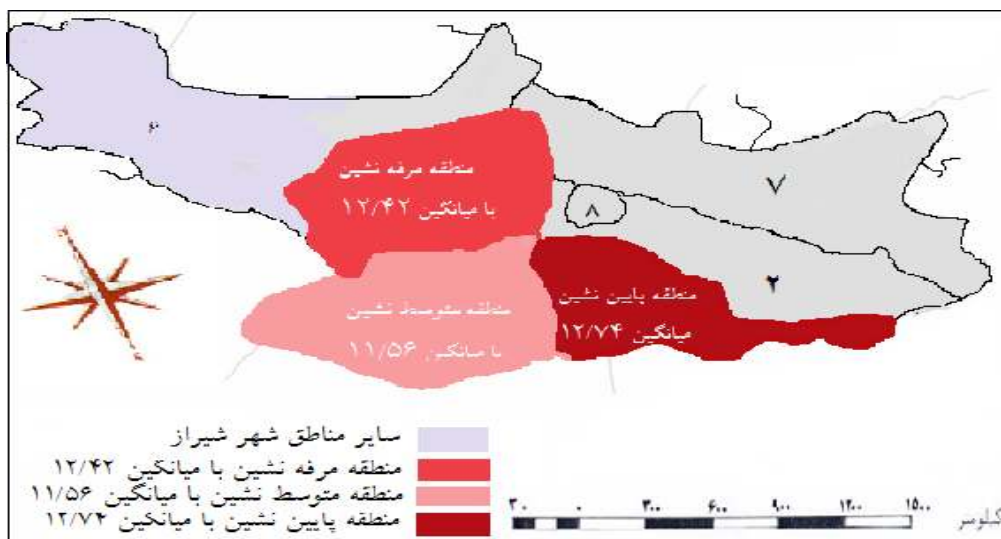 ۶
منطقه مرفه نشین
با میانگین ۱۲/۴۲
۷
۸
۲
منطقه پایین نشین
میانگین ۱۲/۷۴
منطقه متوسط نشین
با میانگین ۱۱/۵۶
سایر مناطق شهر شیراز
منطقه مرفه نشین با میانگین ۱۲/۴۲
منطقه متوسط نشین با میانگین ۱۱/۵۶
منطقه پایین نشین با میانگین ۱۲/۷۴
۳۰۰ ۰ ۳۰۰ ۶۰۰ ۹۰۰ ۱۲۰۰ ۱۵۰۰
کیلومتر